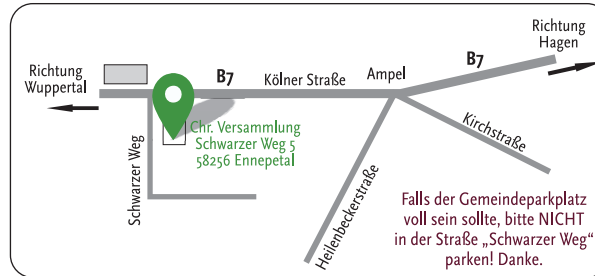 Richtung
Hagen
B7
Richtung
Wuppertal
B7
Kölner Straße
Ampel
Chr. Versammlung
Schwarzer Weg 5
58256 Ennepetal
Schwarzer Weg
Heilenbeckerstraße
Kirchstraße
Falls der Gemeindeparkplatz
voll sein sollte, bitte NICHT
in der Straße „Schwarzer Weg“
parken! Danke.